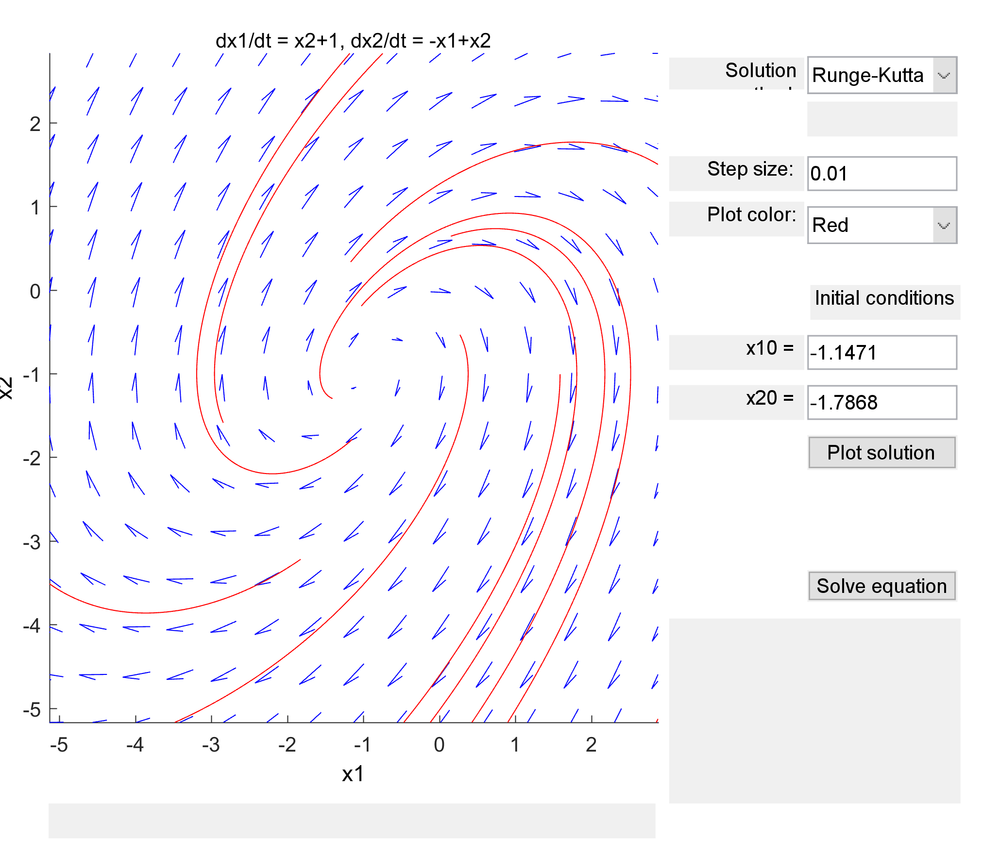 dx1/dt = x2+1, dx2/dt = -x1+x2
x2
2
1
0
-1
-2
-3
-4
-5
-5 -4 -3 -2 -1 0 1 2
x1
Solution
Runge-Kutta
Step size:
0.01
Plot color:
Red
Initial conditions
x10 =
-1.1471
x20 =
-1.7868
Plot solution
Solve equation